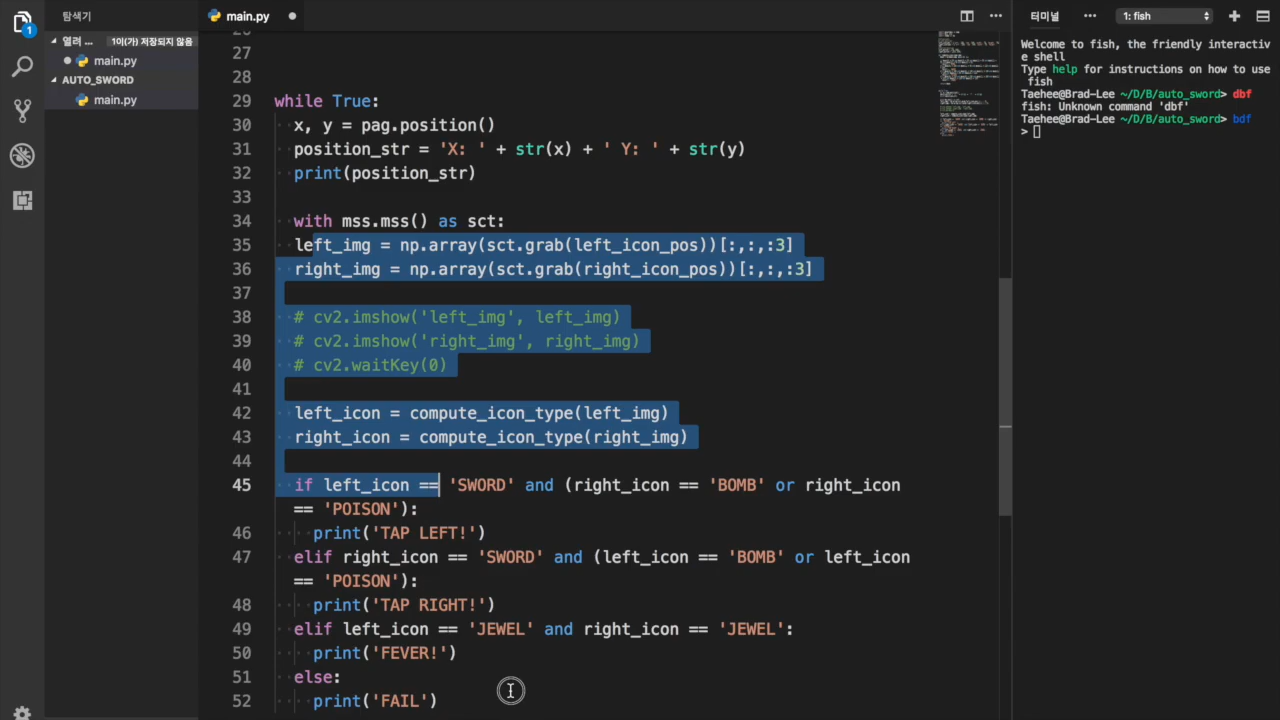 탐색기
열려 ...
1이(가) 저장되지 않음
main.py
AUTO_SWORD
main.py
1
main.py
27
28
29 while True:
30 x, y = pag.position()
31 position_str = 'X: ' + str(x) + ' Y: ' + str(y)
32 print(position_str)
33
34 with mss.mss() as sct:
35 left_img = np.array(sct.grab(left_icon_pos))[:,:,:3]
36 right_img = np.array(sct.grab(right_icon_pos))[:,:,:3]
37
38 # cv2.imshow('left_img', left_img)
39 # cv2.imshow('right_img', right_img)
40 # cv2.waitKey(0)
41
42 left_icon = compute_icon_type(left_img)
43 right_icon = compute_icon_type(right_img)
44
45 if left_icon == 'SWORD' and (right_icon == 'BOMB' or right_icon
== 'POISON'):
46 print('TAP LEFT!')
47 elif right_icon == 'SWORD' and (left_icon == 'BOMB' or left_icon
== 'POISON'):
48 print('TAP RIGHT!')
49 elif left_icon == 'JEWEL' and right_icon == 'JEWEL':
50 print('FEVER!')
51 else:
52 print('FAIL')
터미널 ... 1: fish
Welcome to fish, the friendly interactiv
e shell
Type help for instructions on how to use
fish
Taehee@Brad-Lee ~/D/B/auto_sword> dbf
fish: Unknown command 'dbf'
Taehee@Brad-Lee ~/D/B/auto_sword> bdf
>